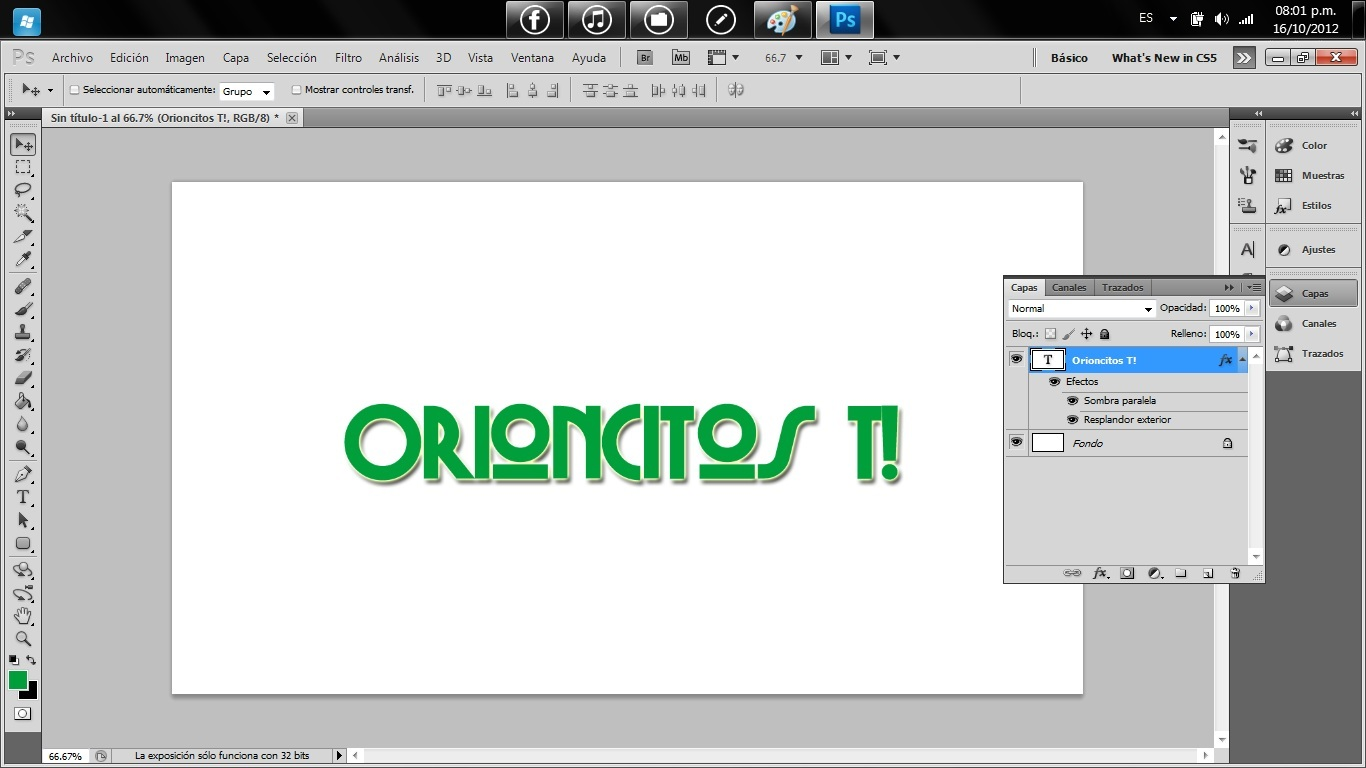 ES
08:01 p.m.
16/10/2012
Ps
Ps Archivo Edición Imagen Capa Selección Filtro Análisis 3D Vista Ventana Ayuda Br Mb 66.7 Básico What's New in CS5
Seleccionar automáticamente: Grupo Mostrar controles transf.
Sin título-1 al 66.7% (Orioncitos T!, RGB/8) *
Color
Muestras
Estilos
Ajustes
Capas
Canales
Trazados
Capas Canales Trazados
Normal Opacidad: 100%
Bloq.: Relleno: 100%
T Orioncitos T! fx
Efectos
Sombra paralela
Resplandor exterior
Fondo
fx
ORIONCITOS T!
66.67% La exposición sólo funciona con 32 bits